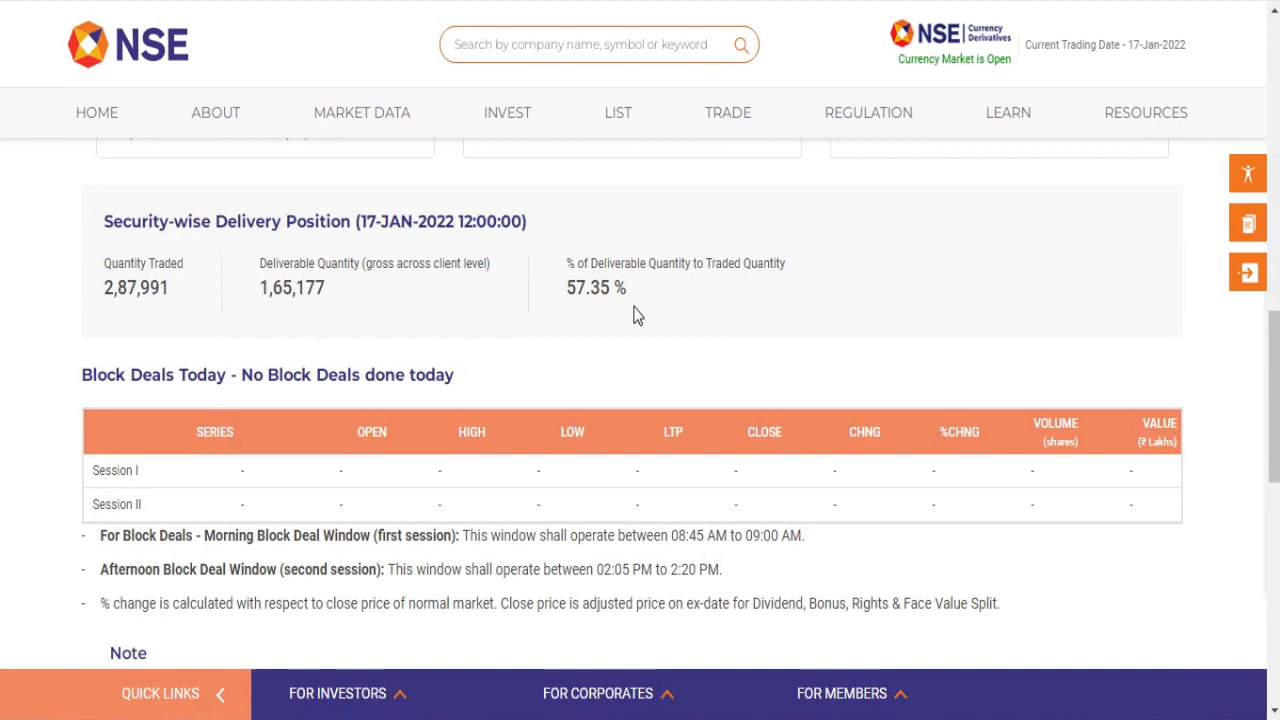 NSE
Search by company name, symbol or keyword
NSE Currency Derivatives
Currency Market is Open
Current Trading Date - 17-Jan-2022
HOME ABOUT MARKET DATA INVEST LIST TRADE REGULATION LEARN RESOURCES
Security-wise Delivery Position (17-JAN-2022 12:00:00)
Quantity Traded Deliverable Quantity (gross across client level) % of Deliverable Quantity to Traded Quantity
2,87,991 1,65,177 57.35 %
Block Deals Today - No Block Deals done today
SERIES OPEN HIGH LOW LTP CLOSE CHNG %CHNG VOLUME (shares) VALUE (₹ Lakhs)
Session I - - - - - - - - - -
Session II - - - - - - - - - -
- For Block Deals - Morning Block Deal Window (first session): This window shall operate between 08:45 AM to 09:00 AM.
- Afternoon Block Deal Window (second session): This window shall operate between 02:05 PM to 2:20 PM.
- % change is calculated with respect to close price of normal market. Close price is adjusted price on ex-date for Dividend, Bonus, Rights & Face Value Split.
Note
QUICK LINKS FOR INVESTORS FOR CORPORATES FOR MEMBERS